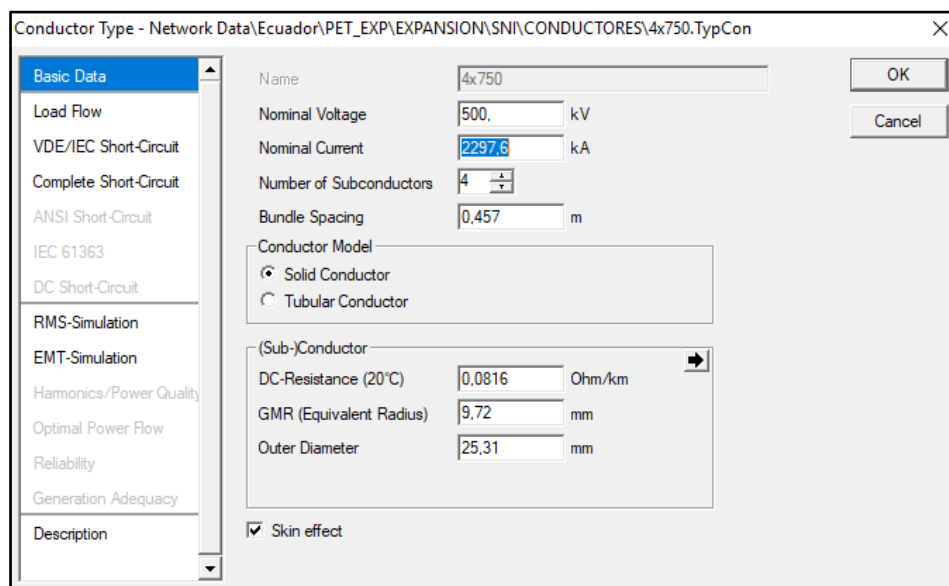 Conductor Type - Network Data\Ecuador\PET_EXP\EXPANSION\SNI\CONDUCTORES\4x750.TypCon
Basic Data
Load Flow
VDE/IEC Short-Circuit
Complete Short-Circuit
ANSI Short-Circuit
IEC 61363
DC Short-Circuit
RMS-Simulation
EMT-Simulation
Harmonics/Power Quality
Optimal Power Flow
Reliability
Generation Adequacy
Description
Name 4x750
Nominal Voltage 500, kV
Nominal Current 2297,6 kA
Number of Subconductors 4
Bundle Spacing 0,457 m
Conductor Model
Solid Conductor
Tubular Conductor
(Sub-)Conductor
DC-Resistance (20°C) 0,0816 Ohm/km
GMR (Equivalent Radius) 9,72 mm
Outer Diameter 25,31 mm
Skin effect
OK
Cancel